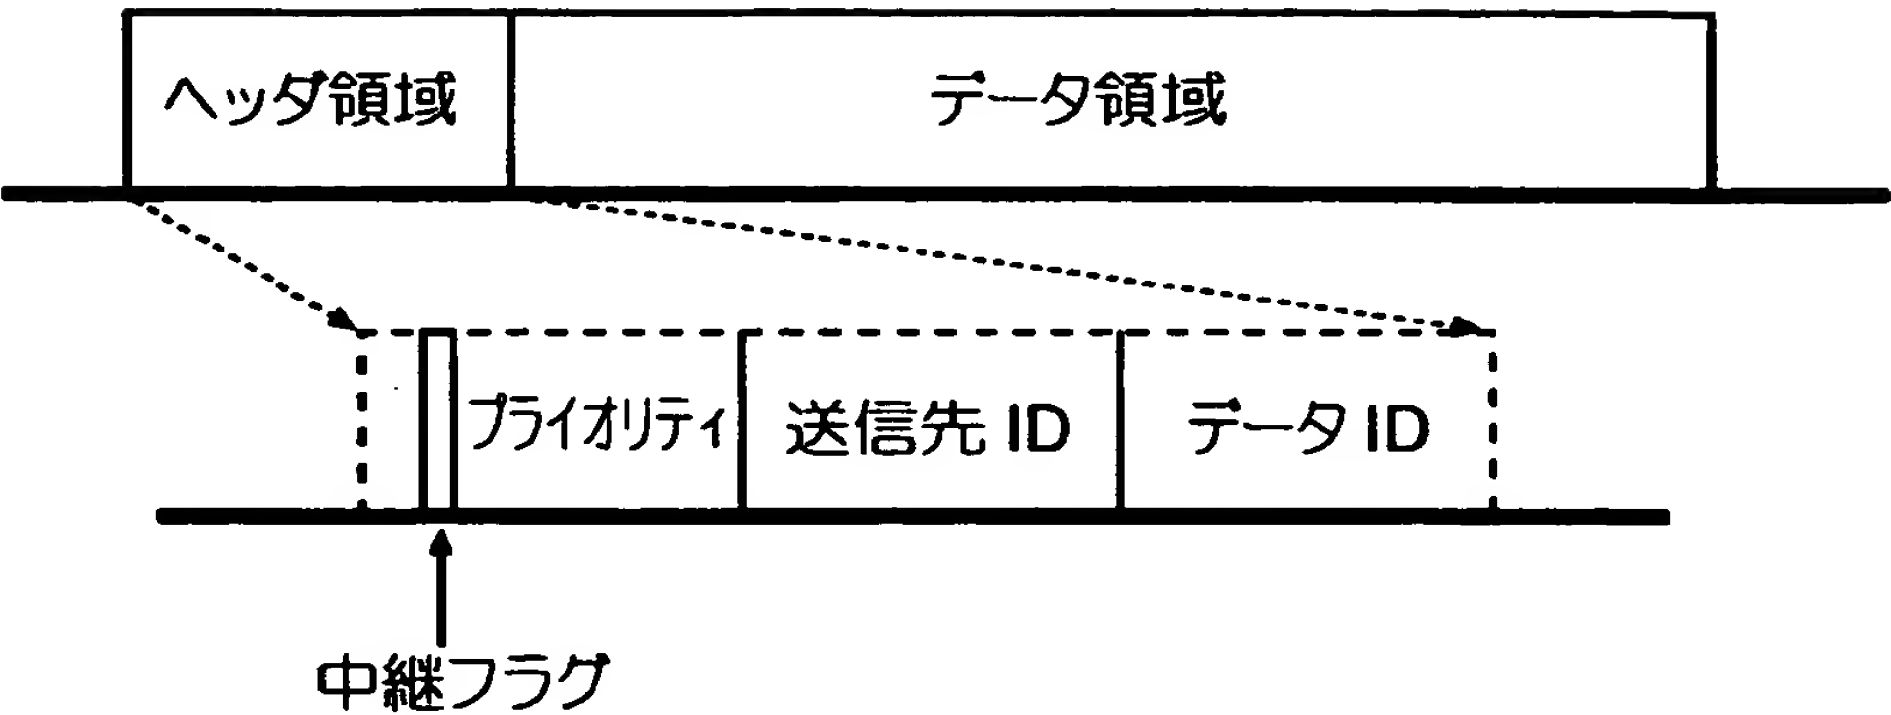 ヘッダ領域
データ領域
プライオリティ
送信先 ID
データ ID
中継フラグ